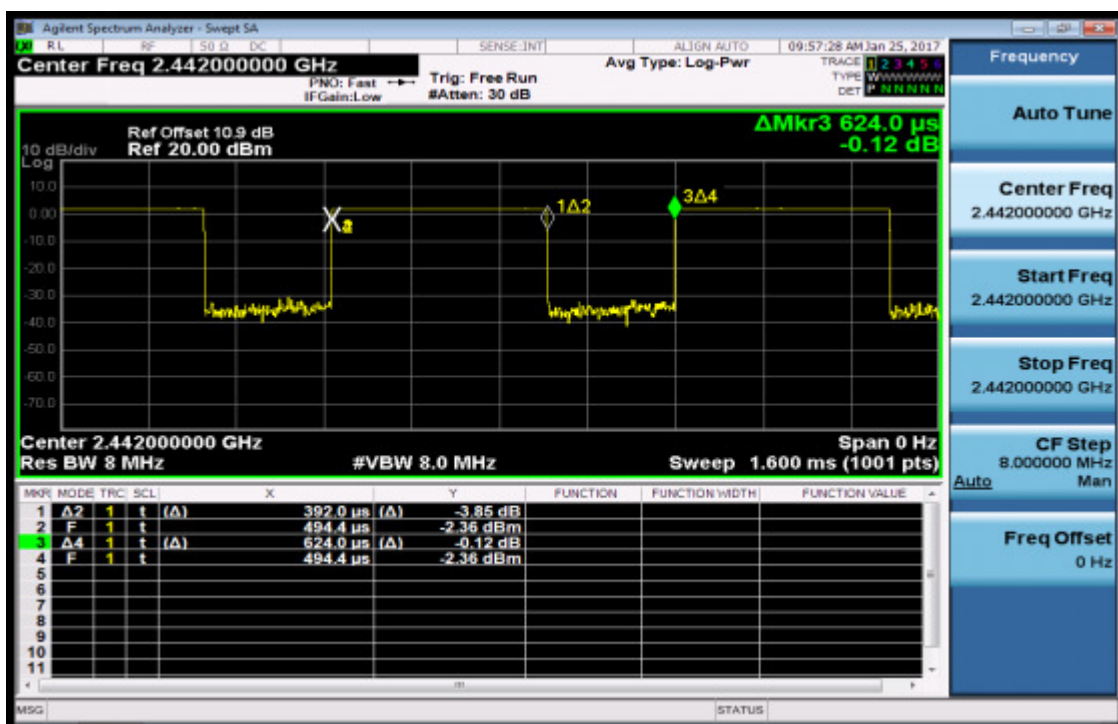 Agilent Spectrum Analyzer - Swept SA
RL RF 50 Ω DC SENSE:INT ALIGN AUTO 09:57:28 AM Jan 25, 2017
Center Freq 2.442000000 GHz
Avg Type: Log-Pwr
TRACE 1 2 3 4 5 6
PNO: Fast
Trig: Free Run
TYPE WWWWWW
IFGain:Low
#Atten: 30 dB
DET P N N N N N
ΔMkr3 624.0 µs
-0.12 dB
Ref Offset 10.9 dB
10 dB/div Ref 20.00 dBm
Log
10.0
0.00
-10.0
-20.0
-30.0
-40.0
-50.0
-60.0
-70.0
X
1Δ2
3Δ4
Center 2.442000000 GHz Span 0 Hz
Res BW 8 MHz #VBW 8.0 MHz Sweep 1.600 ms (1001 pts)
MKR MODE TRC SCL X Y FUNCTION FUNCTION WIDTH FUNCTION VALUE
1 Δ2 1 t (Δ) 392.0 µs (Δ) -3.85 dB
2 F 1 t 494.4 µs -2.36 dBm
3 Δ4 1 t (Δ) 624.0 µs (Δ) -0.12 dB
4 F 1 t 494.4 µs -2.36 dBm
5
6
7
8
9
10
11
MSG STATUS
Frequency
Auto Tune
Center Freq
2.442000000 GHz
Start Freq
2.442000000 GHz
Stop Freq
2.442000000 GHz
CF Step
8.000000 MHz
Auto Man
Freq Offset
0 Hz